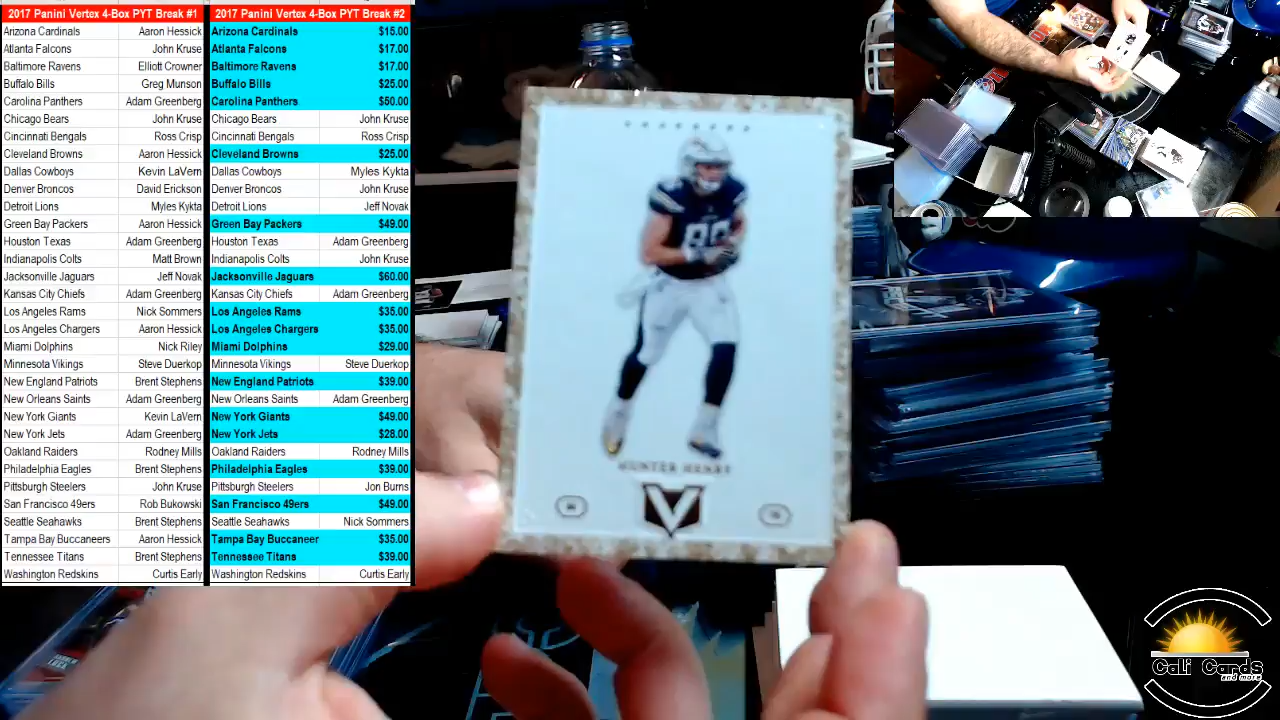 2017 Panini Vertex 4-Box PYT Break #1
Arizona Cardinals Aaron Hessick
Atlanta Falcons John Kruse
Baltimore Ravens Elliott Crowner
Buffalo Bills Greg Munson
Carolina Panthers Adam Greenberg
Chicago Bears John Kruse
Cincinnati Bengals Ross Crisp
Cleveland Browns Aaron Hessick
Dallas Cowboys Kevin LaVern
Denver Broncos David Erickson
Detroit Lions Myles Kykta
Green Bay Packers Aaron Hessick
Houston Texas Adam Greenberg
Indianapolis Colts Matt Brown
Jacksonville Jaguars Jeff Novak
Kansas City Chiefs Adam Greenberg
Los Angeles Rams Nick Sommers
Los Angeles Chargers Aaron Hessick
Miami Dolphins Nick Riley
Minnesota Vikings Steve Duerkop
New England Patriots Brent Stephens
New Orleans Saints Adam Greenberg
New York Giants Kevin LaVern
New York Jets Adam Greenberg
Oakland Raiders Rodney Mills
Philadelphia Eagles Brent Stephens
Pittsburgh Steelers John Kruse
San Francisco 49ers Rob Bukowski
Seattle Seahawks Brent Stephens
Tampa Bay Buccaneers Aaron Hessick
Tennessee Titans Brent Stephens
Washington Redskins Curtis Early
2017 Panini Vertex 4-Box PYT Break #2
Arizona Cardinals $15.00
Atlanta Falcons $17.00
Baltimore Ravens $17.00
Buffalo Bills $25.00
Carolina Panthers $50.00
Chicago Bears John Kruse
Cincinnati Bengals Ross Crisp
Cleveland Browns $25.00
Dallas Cowboys Myles Kykta
Denver Broncos John Kruse
Detroit Lions Jeff Novak
Green Bay Packers $49.00
Houston Texas Adam Greenberg
Indianapolis Colts John Kruse
Jacksonville Jaguars $60.00
Kansas City Chiefs Adam Greenberg
Los Angeles Rams $35.00
Los Angeles Chargers $35.00
Miami Dolphins $29.00
Minnesota Vikings Steve Duerkop
New England Patriots $39.00
New Orleans Saints Adam Greenberg
New York Giants $49.00
New York Jets $28.00
Oakland Raiders Rodney Mills
Philadelphia Eagles $39.00
Pittsburgh Steelers Jon Burns
San Francisco 49ers $49.00
Seattle Seahawks Nick Sommers
Tampa Bay Buccaneer $35.00
Tennessee Titans $39.00
Washington Redskins Curtis Early
CHARGERS
HUNTER HENRY
V
Cali Cards
and more